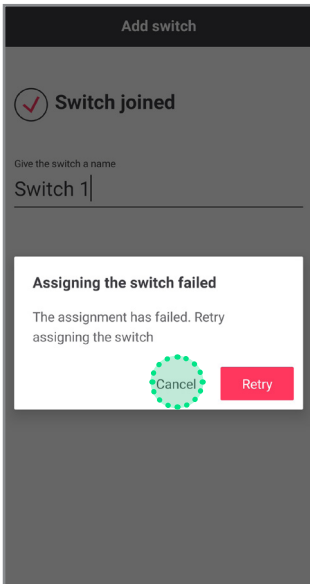 Add switch
Switch joined
Give the switch a name
Switch 1
Assigning the switch failed
The assignment has failed. Retry
assigning the switch
Cancel
Retry